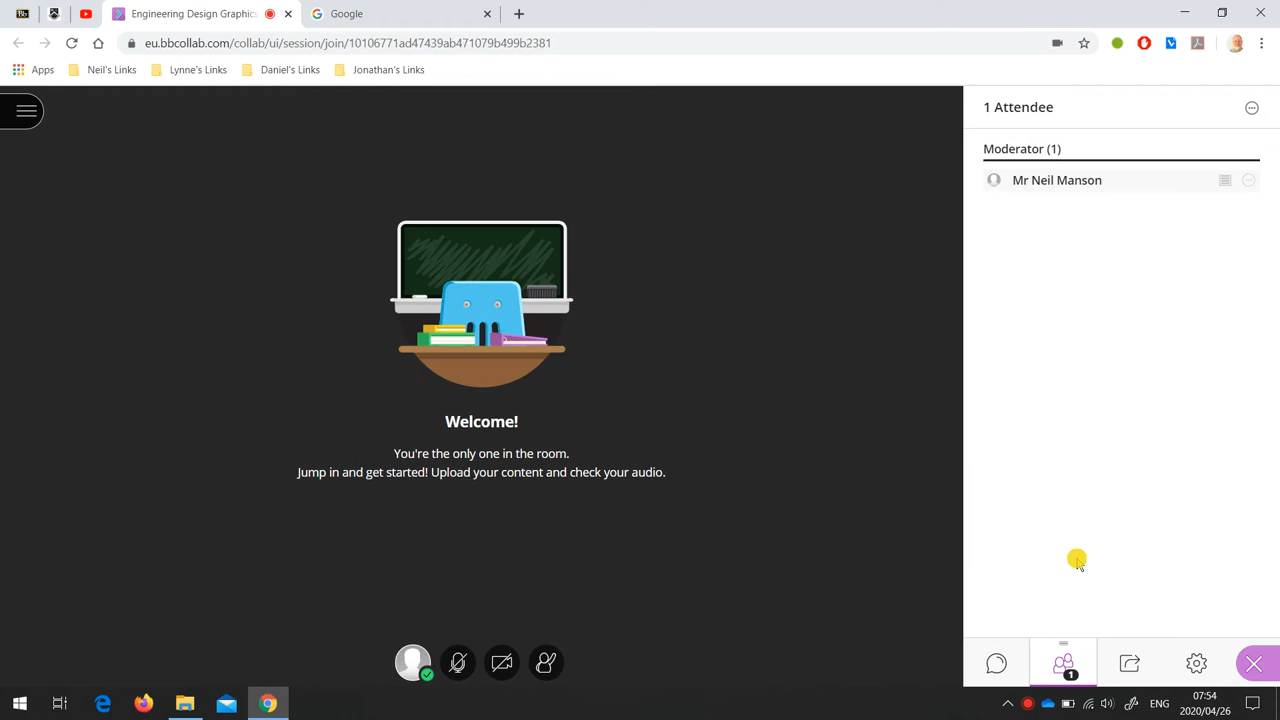 Bb
Engineering Design Graphics
Google
eu.bbcollab.com/collab/ui/session/join/10106771ad47439ab471079b499b2381
Apps
Neil's Links
Lynne's Links
Daniel's Links
Jonathan's Links
1 Attendee
Moderator (1)
Mr Neil Manson
Welcome!
You're the only one in the room.
Jump in and get started! Upload your content and check your audio.
1
ENG
07:54
2020/04/26